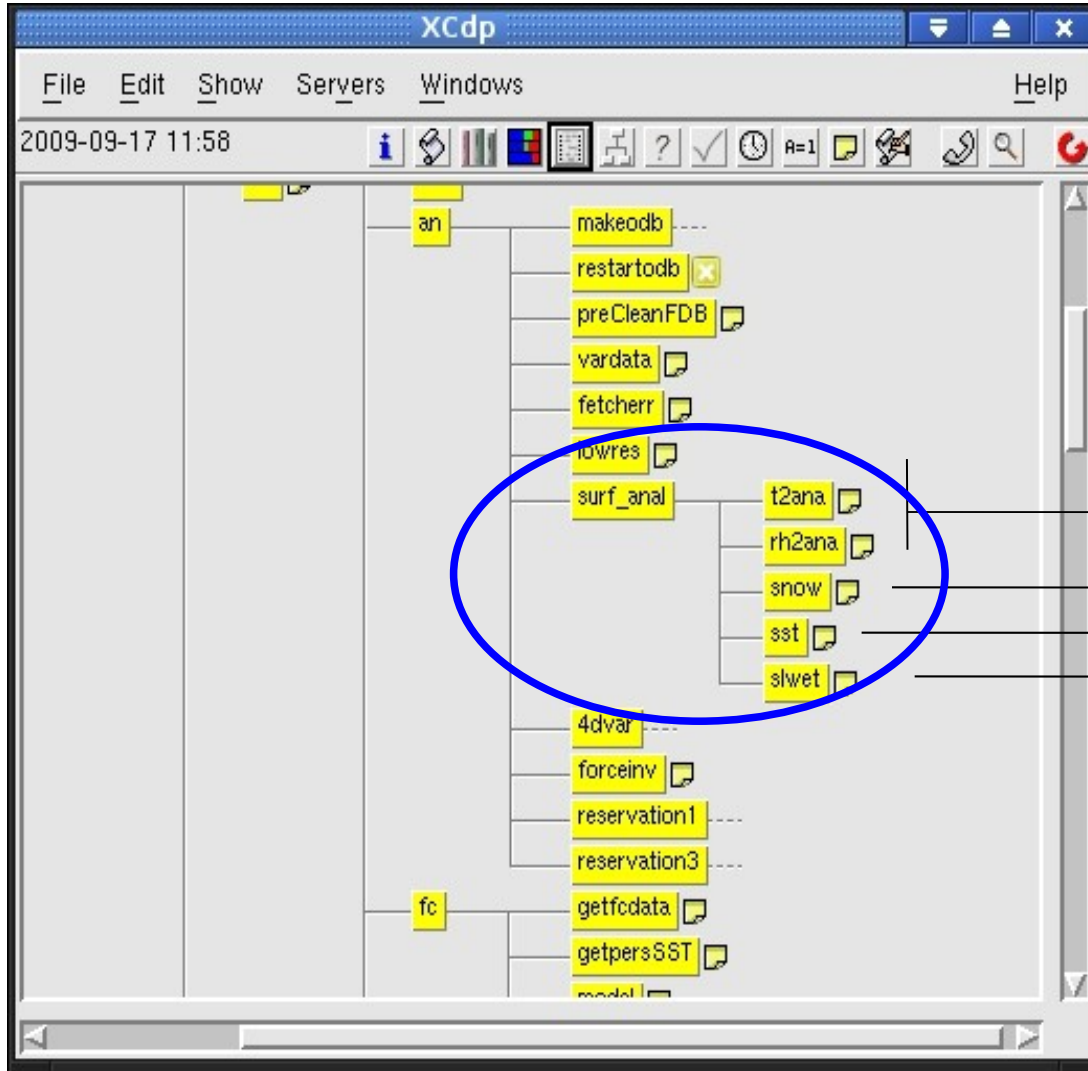 XCdp
File Edit Show Servers Windows Help
2009-09-17 11:58
i ? A=1
an
makeodb
restartodb
preCleanFDB
vardata
fetcherr
lowres
surf_anal
t2ana
rh2ana
snow
sst
slwet
4dvar
forceinv
reservation1
reservation3
fc
getfcdata
getpersSST
model